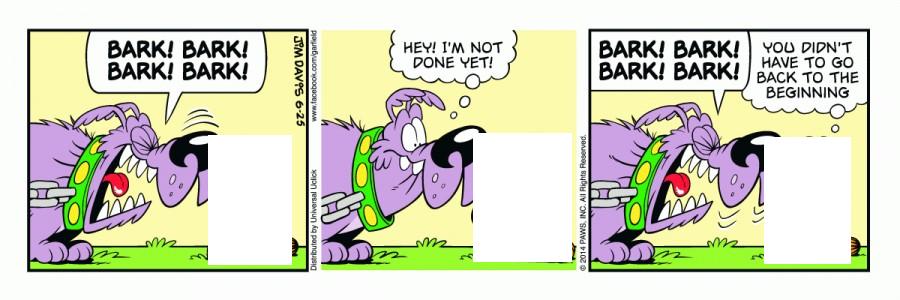 BARK! BARK!
BARK! BARK!
JIM DAVIS 6-25
www.facebook.com/garfield
Distributed by Universal Uclick
HEY! I'M NOT
DONE YET!
© 2014 PAWS, INC. All Rights Reserved.
BARK! BARK!
BARK! BARK!
YOU DIDN'T
HAVE TO GO
BACK TO THE
BEGINNING